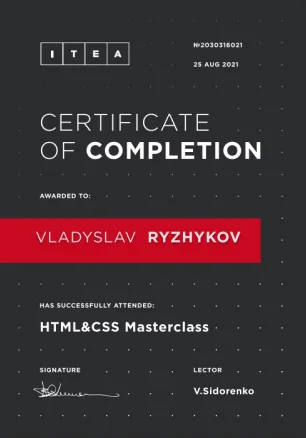 ITEA
№2030316021
25 AUG 2021
CERTIFICATE
OF COMPLETION
AWARDED TO:
VLADYSLAV RYZHYKOV
HAS SUCCESSFULLY ATTENDED:
HTML&CSS Masterclass
SIGNATURE
LECTOR
V.Sidorenko